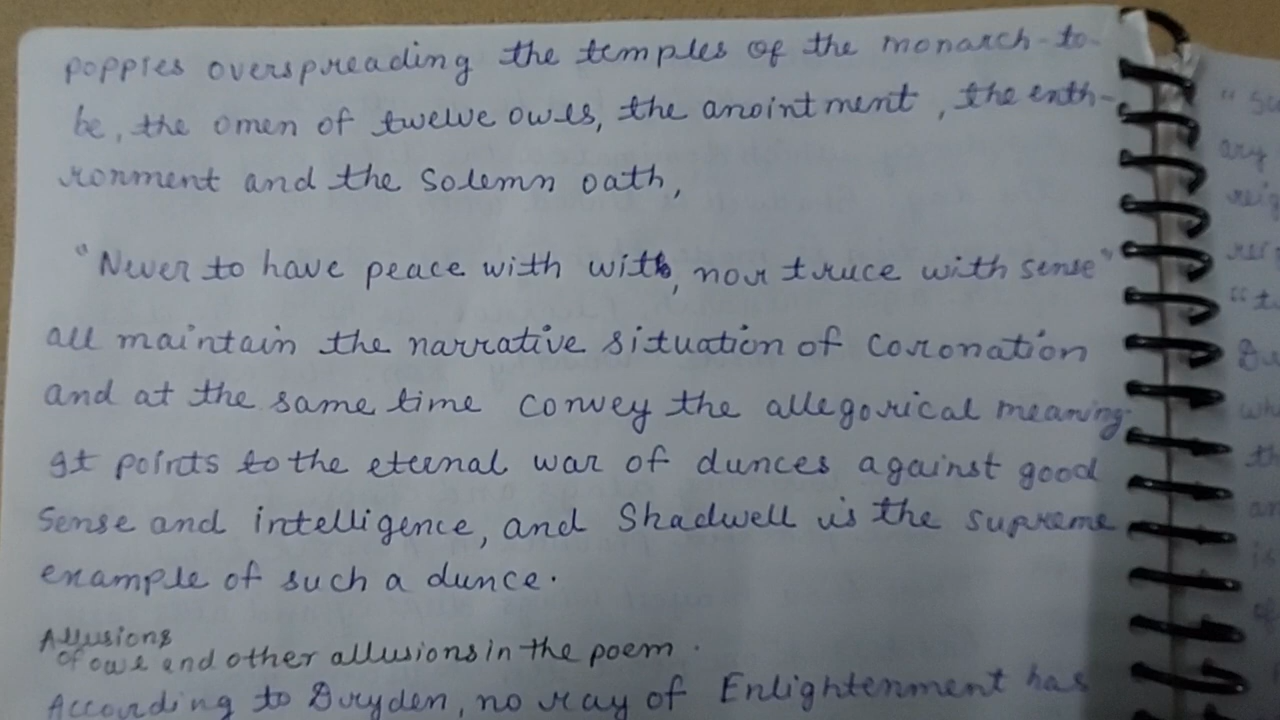 poppies overspreading the temples of the monarch-to-
be, the omen of twelve owls, the anointment, the enth-
ronment and the solemn oath,
"Never to have peace with with, nor truce with sense"
all maintain the narrative situation of coronation
and at the same time convey the allegorical meaning.
It points to the eternal war of dunces against good
sense and intelligence, and Shadwell is the supreme
example of such a dunce.
Allusions
of owl and other allusions in the poem.
According to Dryden, no ray of Enlightenment has